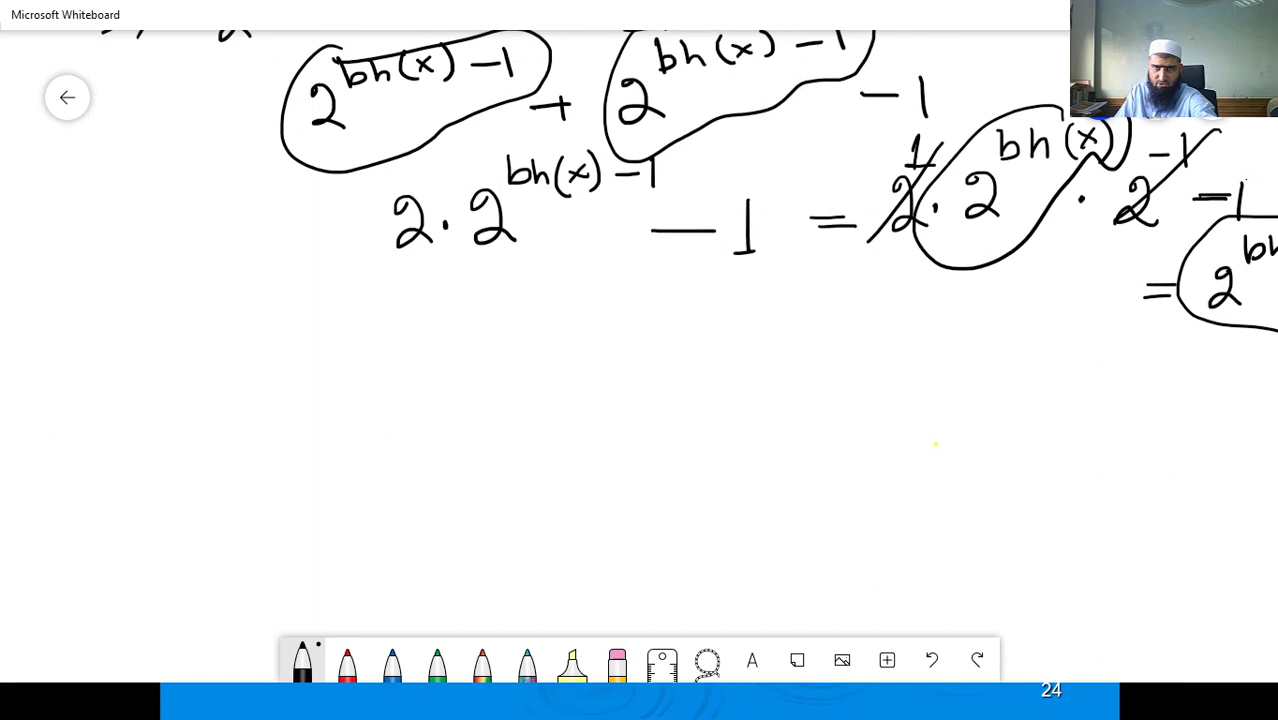 Microsoft Whiteboard
2^{bh(x) -1} + 2^{bh(x) -1} - 1
2 · 2^{bh(x) -1} - 1 = 2 · 2^{bh(x)} · 2^{-1} - 1
1
= 2^{bh
A
24